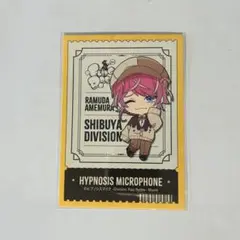 RAMUDA
AMEMURA
SHIBUYA
DIVISION
HYPNOSIS MICROPHONE